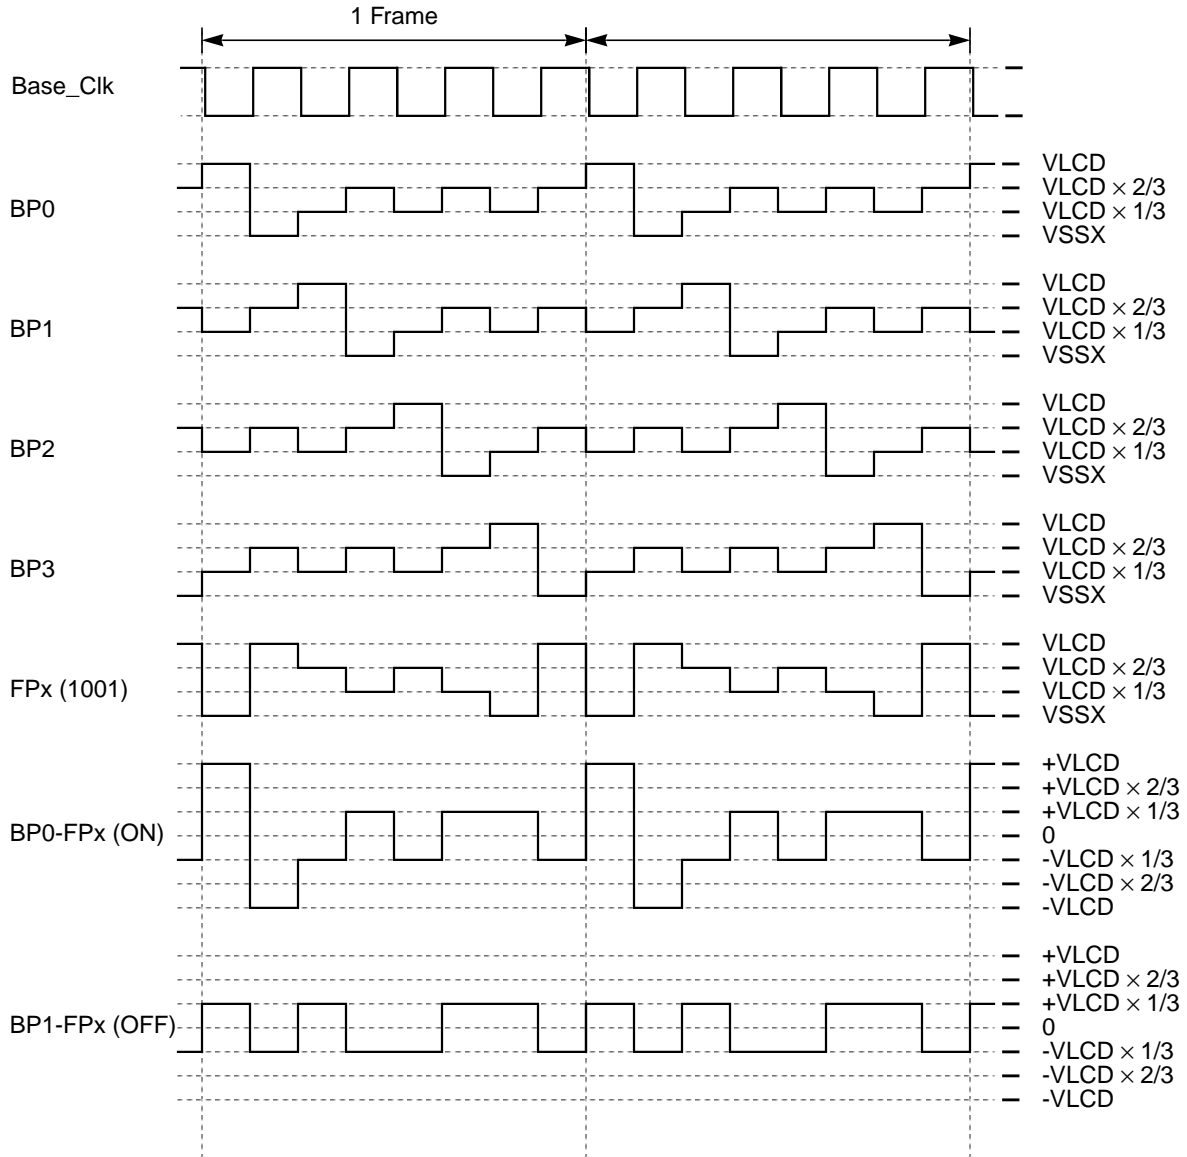 1 Frame
Base_Clk
BP0
VLCD
VLCD × 2/3
VLCD × 1/3
VSSX
BP1
VLCD
VLCD × 2/3
VLCD × 1/3
VSSX
BP2
VLCD
VLCD × 2/3
VLCD × 1/3
VSSX
BP3
VLCD
VLCD × 2/3
VLCD × 1/3
VSSX
FPx (1001)
VLCD
VLCD × 2/3
VLCD × 1/3
VSSX
BP0-FPx (ON)
+VLCD
+VLCD × 2/3
+VLCD × 1/3
0
-VLCD × 1/3
-VLCD × 2/3
-VLCD
BP1-FPx (OFF)
+VLCD
+VLCD × 2/3
+VLCD × 1/3
0
-VLCD × 1/3
-VLCD × 2/3
-VLCD